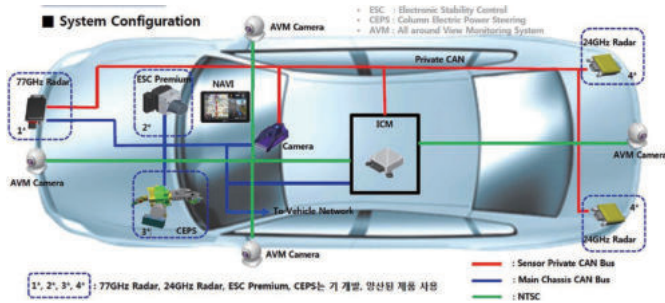 ■ System Configuration
• ESC : Electronic Stability Control
• CEPS : Column Electric Power Steering
• AVM : All around View Monitoring System
AVM Camera
24GHz Radar
4*
Private CAN
77GHz Radar
1*
ESC Premium
2*
NAVI
ICM
Camera
AVM Camera
AVM Camera
3*
CEPS
To Vehicle Network
4*
24GHz Radar
AVM Camera
: Sensor Private CAN Bus
: Main Chassis CAN Bus
: NTSC
1*, 2*, 3*, 4* : 77GHz Radar, 24GHz Radar, ESC Premium, CEPS는 기 개발, 양산된 제품 사용